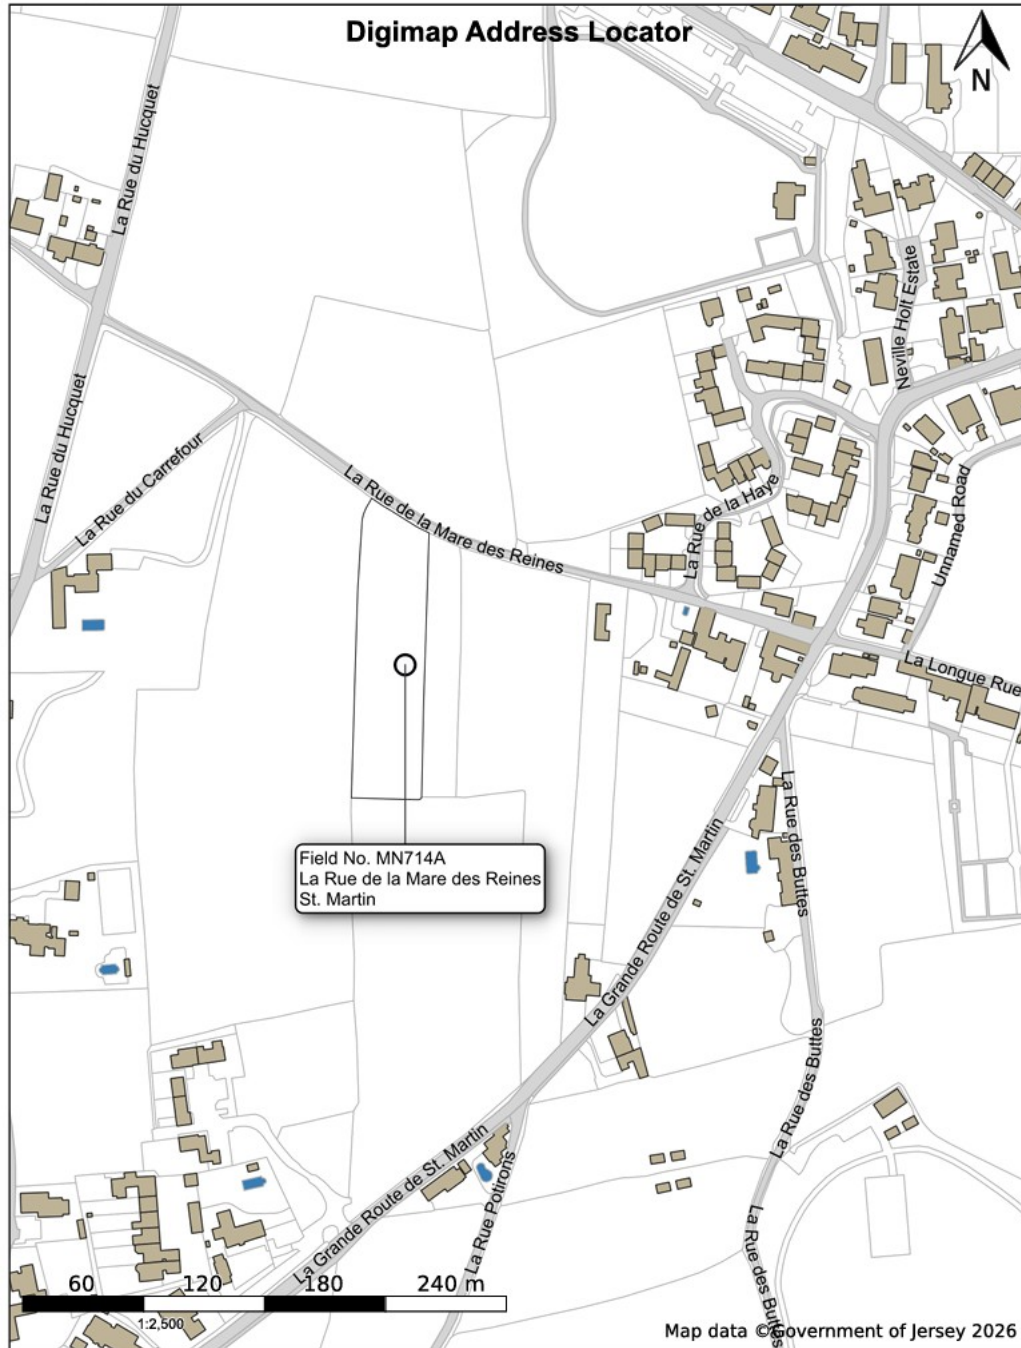 Digimap Address Locator
N
La Rue du Hucquet
Neville Holt Estate
La Rue du Hucquet
La Rue du Carrefour
La Rue de la Mare des Reines
La Rue de la Haye
Unnamed Road
La Longue Rue
Field No. MN714A
La Rue de la Mare des Reines
St. Martin
La Rue des Buttes
La Grande Route de St. Martin
La Rue des Buttes
La Grande Route de St. Martin
La Rue Potirons
La Rue des Buttes
60 120 180 240 m
1:2,500
Map data ©Government of Jersey 2026